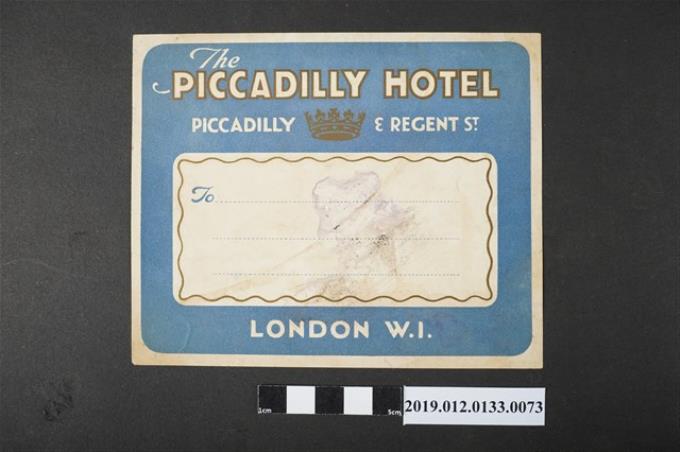 The
PICCADILLY HOTEL
PICCADILLY & REGENT ST
To
LONDON W.1.
1cm 5cm 2019.012.0133.0073